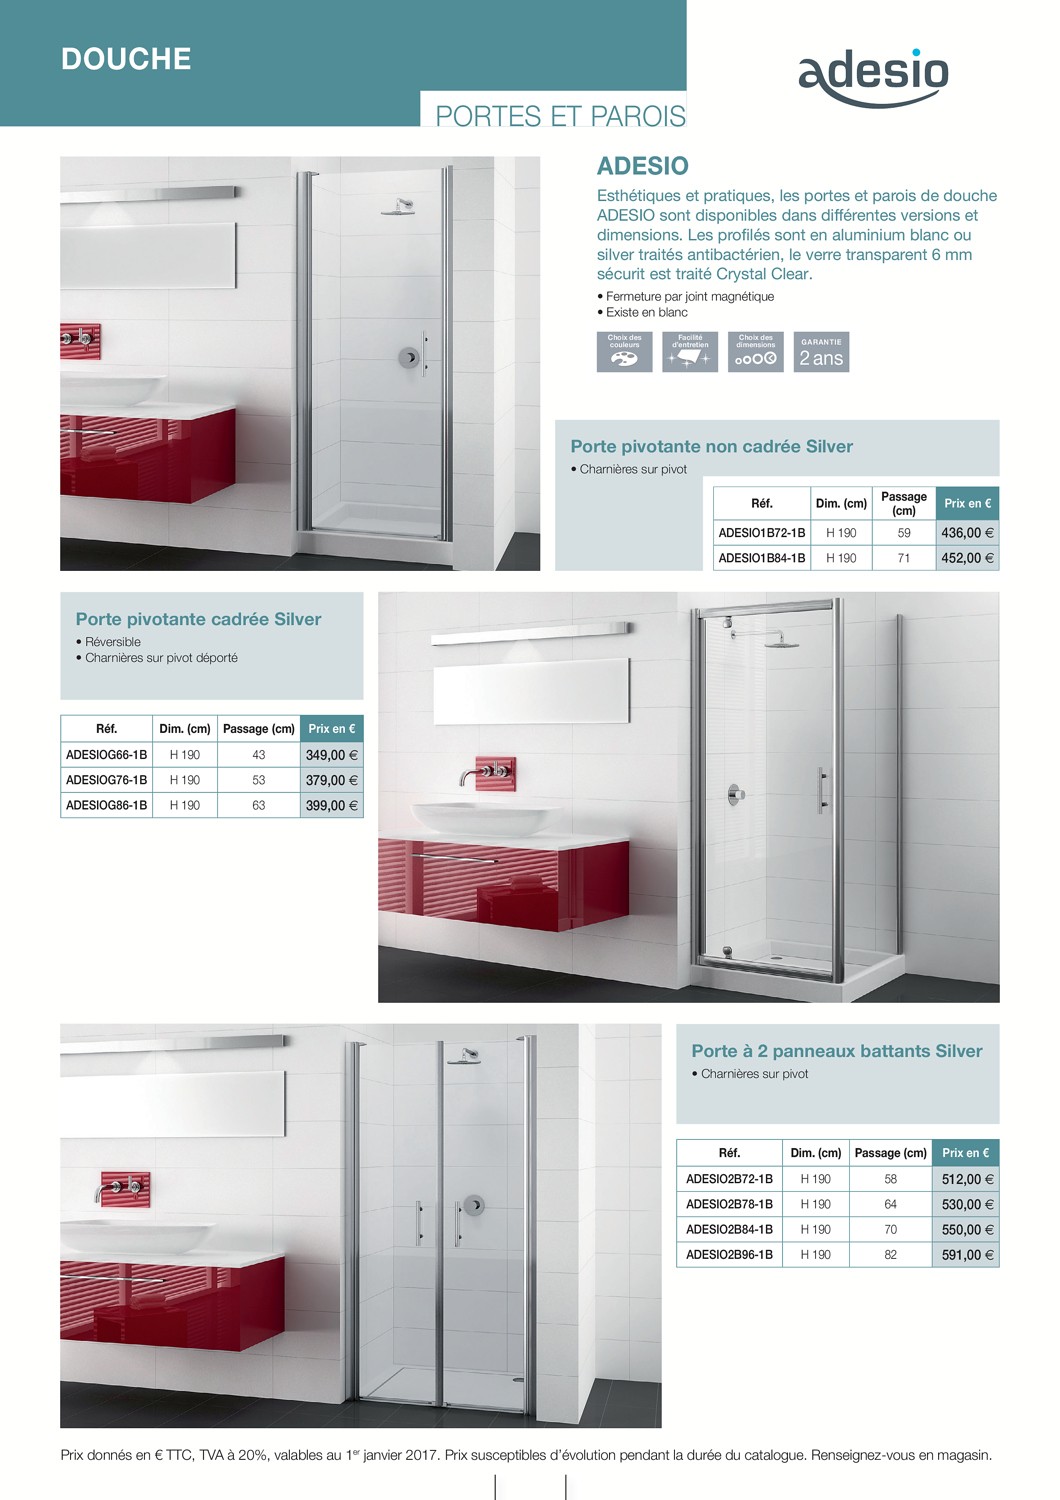 DOUCHE
PORTES ET PAROIS
adesio
ADESIO
Esthétiques et pratiques, les portes et parois de douche
ADESIO sont disponibles dans différentes versions et
dimensions. Les profilés sont en aluminium blanc ou
silver traités antibactérien, le verre transparent 6 mm
sécurit est traité Crystal Clear.
• Fermeture par joint magnétique
• Existe en blanc
Choix des
couleurs
Facilité
d'entretien
Choix des
dimensions
GARANTIE
2 ans
Porte pivotante non cadrée Silver
• Charnières sur pivot
Réf. Dim. (cm) Passage (cm) Prix en €
ADESIO1B72-1B H 190 59 436,00 €
ADESIO1B84-1B H 190 71 452,00 €
Porte pivotante cadrée Silver
• Réversible
• Charnières sur pivot déporté
Réf. Dim. (cm) Passage (cm) Prix en €
ADESIOG66-1B H 190 43 349,00 €
ADESIOG76-1B H 190 53 379,00 €
ADESIOG86-1B H 190 63 399,00 €
Porte à 2 panneaux battants Silver
• Charnières sur pivot
Réf. Dim. (cm) Passage (cm) Prix en €
ADESIO2B72-1B H 190 58 512,00 €
ADESIO2B78-1B H 190 64 530,00 €
ADESIO2B84-1B H 190 70 550,00 €
ADESIO2B96-1B H 190 82 591,00 €
Prix donnés en € TTC, TVA à 20%, valables au 1er janvier 2017. Prix susceptibles d'évolution pendant la durée du catalogue. Renseignez-vous en magasin.